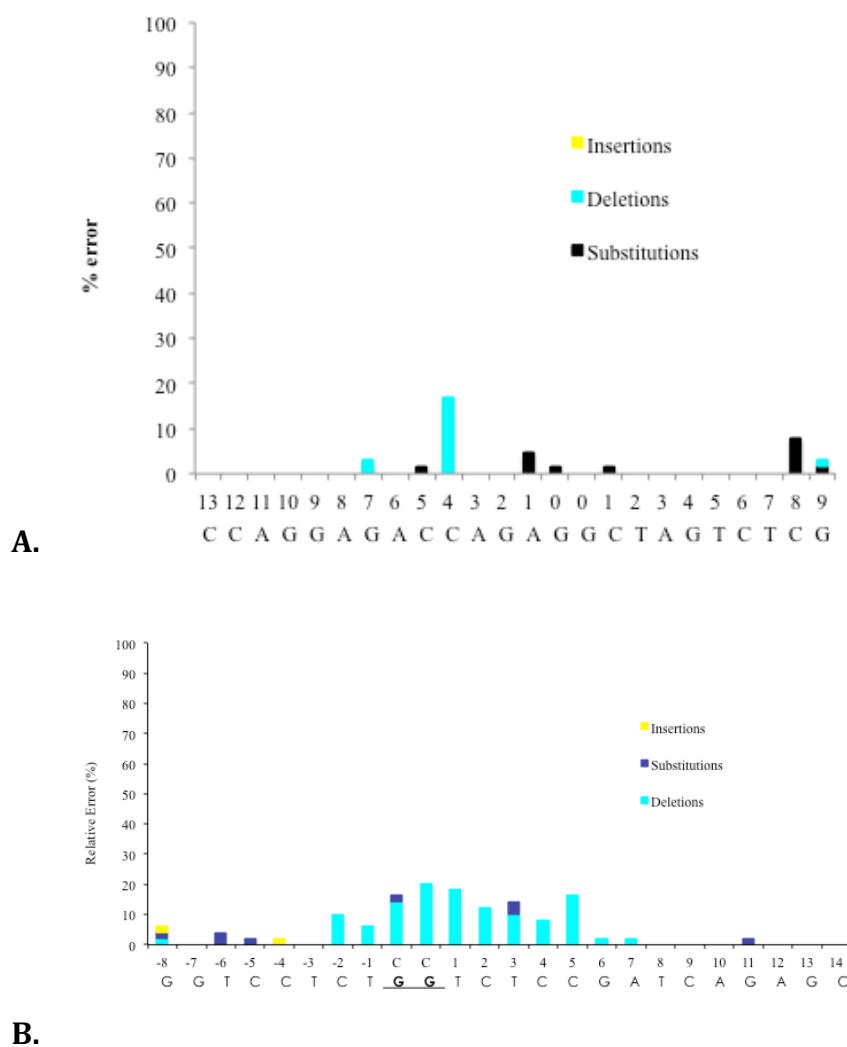 100
90
80
70
60
50
40
30
20
10
0
% error
Insertions
Deletions
Substitutions
13 12 11 10 9 8 7 6 5 4 3 2 1 0 0 1 2 3 4 5 6 7 8 9
C C A G G A G A C C A G A G G C T A G T C T C G
A.
100
90
80
70
60
50
40
30
20
10
0
Relative Error (%)
Insertions
Substitutions
Deletions
-8 -7 -6 -5 -4 -3 -2 -1 C C 1 2 3 4 5 6 7 8 9 10 11 12 13 14
G G T C C T C T G G T C T C C G A T C A G A G C
B.